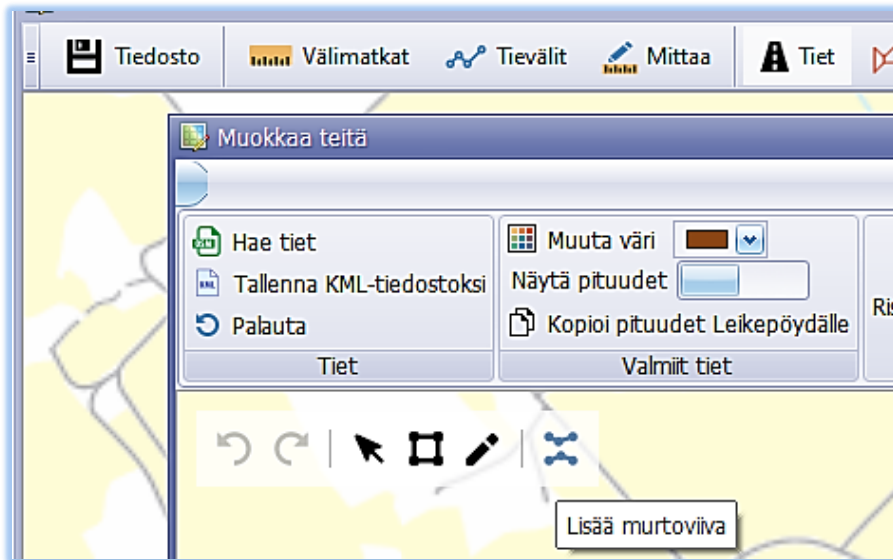 Tiedosto Välimatkat Tievälit Mittaa Tiet
Muokkaa teitä
Hae tiet
Tallenna KML-tiedostoksi
Palauta
Tiet
Muuta väri
Näytä pituudet
Kopioi pituudet Leikepöydälle
Valmiit tiet
Lisää murtoviiva